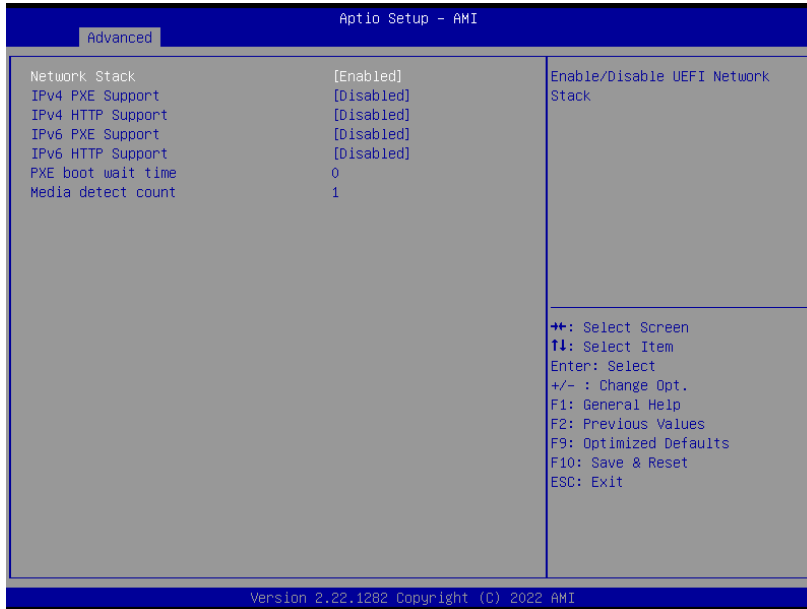 Aptio Setup – AMI
Advanced
Network Stack [Enabled]
IPv4 PXE Support [Disabled]
IPv4 HTTP Support [Disabled]
IPv6 PXE Support [Disabled]
IPv6 HTTP Support [Disabled]
PXE boot wait time 0
Media detect count 1
Enable/Disable UEFI Network
Stack
→←: Select Screen
↑↓: Select Item
Enter: Select
+/- : Change Opt.
F1: General Help
F2: Previous Values
F9: Optimized Defaults
F10: Save & Reset
ESC: Exit
Version 2.22.1282 Copyright (C) 2022 AMI